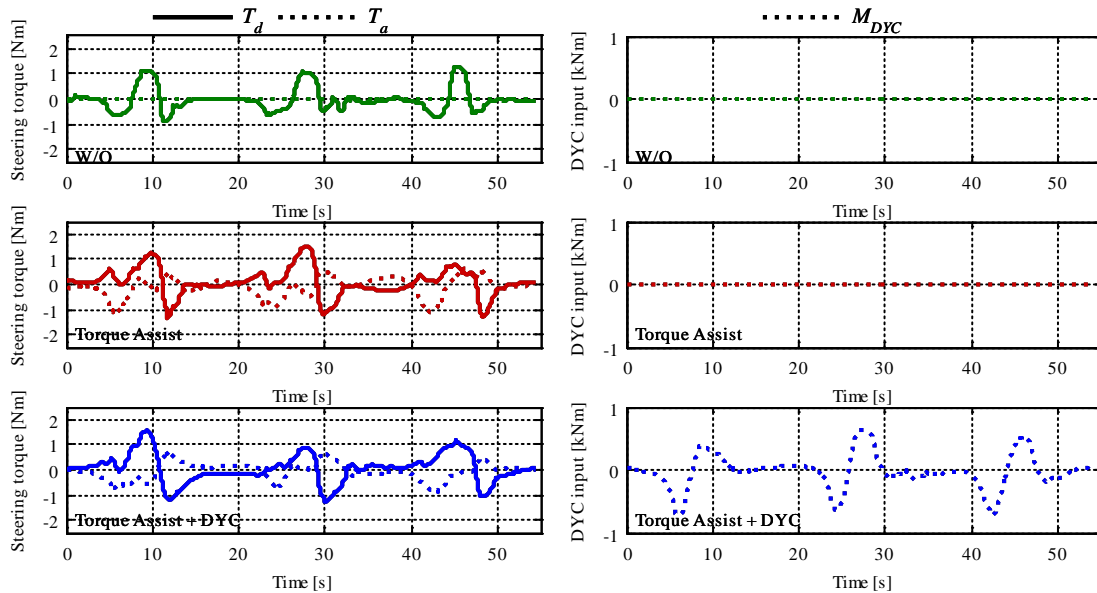 T_d T_a M_DYC
Steering torque [Nm]
2
1
0
-1
-2
W/O
0 10 20 30 40 50
Time [s]
DYC input [kNm]
1
0
-1
W/O
0 10 20 30 40 50
Time [s]
Steering torque [Nm]
2
1
0
-1
-2
Torque Assist
0 10 20 30 40 50
Time [s]
DYC input [kNm]
1
0
-1
Torque Assist
0 10 20 30 40 50
Time [s]
Steering torque [Nm]
2
1
0
-1
-2
Torque Assist + DYC
0 10 20 30 40 50
Time [s]
DYC input [kNm]
1
0
-1
Torque Assist + DYC
0 10 20 30 40 50
Time [s]